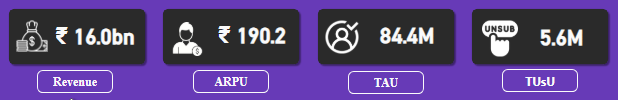 ₹ 16.0bn
Revenue
₹ 190.2
ARPU
84.4M
TAU
UNSUB
5.6M
TUsU